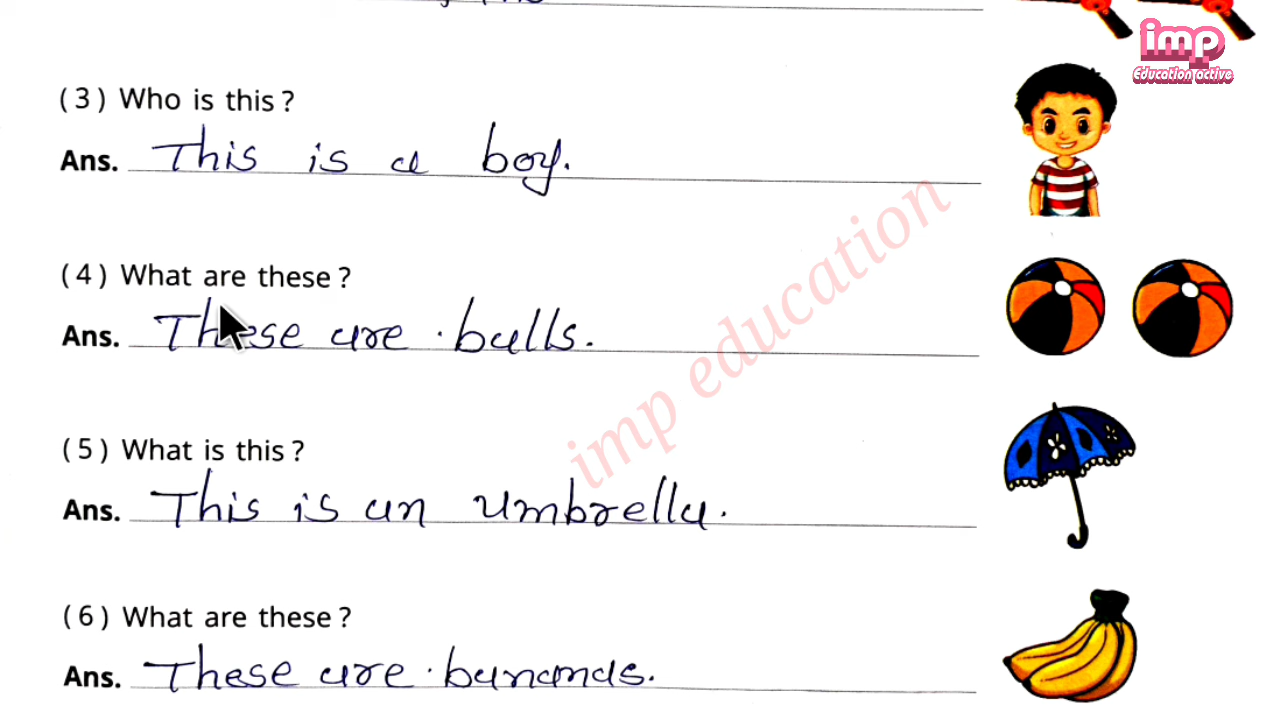 imp
Education active
(3) Who is this?
Ans. This is a boy.
(4) What are these?
Ans. These are balls.
imp education
(5) What is this?
Ans. This is an umbrella.
(6) What are these?
Ans. These are bananas.